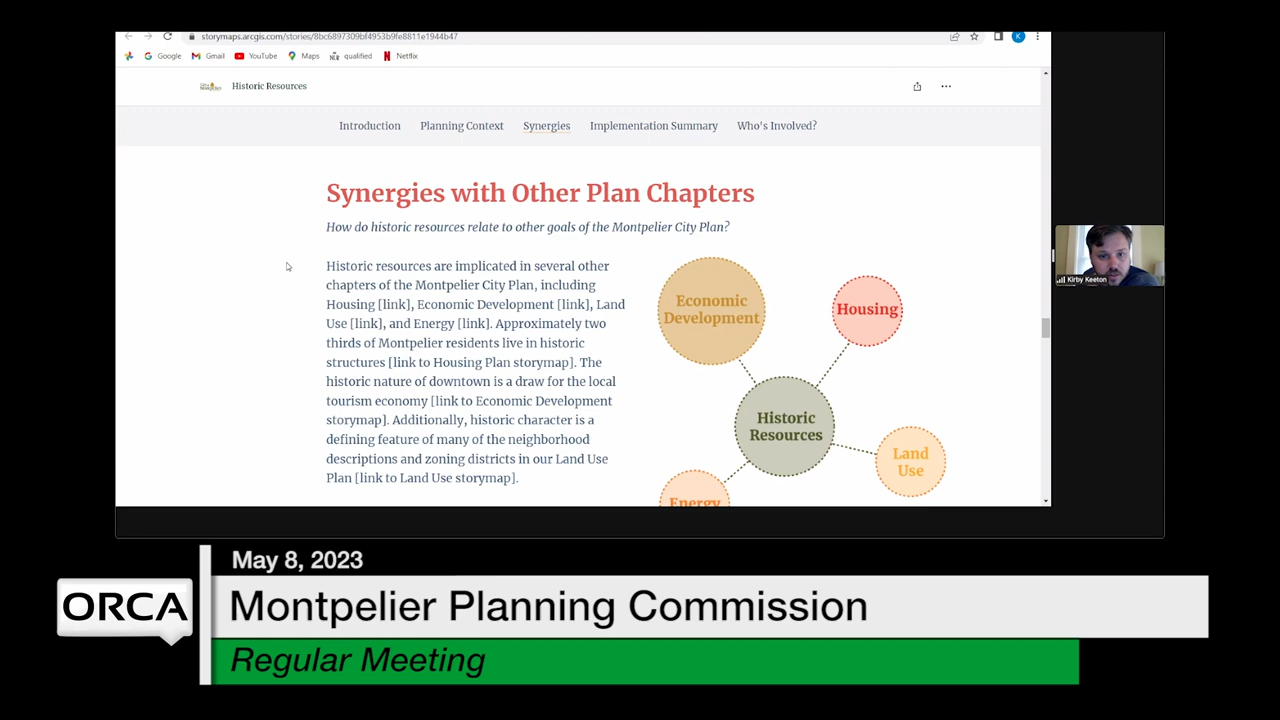 storymaps.arcgis.com/stories/8bc6897309bf4953b9fe8811e1944b47
Google Gmail YouTube Maps qualified Netflix
Historic Resources
Introduction Planning Context Synergies Implementation Summary Who's Involved?
Synergies with Other Plan Chapters
How do historic resources relate to other goals of the Montpelier City Plan?
Historic resources are implicated in several other
chapters of the Montpelier City Plan, including
Housing [link], Economic Development [link], Land
Use [link], and Energy [link]. Approximately two
thirds of Montpelier residents live in historic
structures [link to Housing Plan storymap]. The
historic nature of downtown is a draw for the local
tourism economy [link to Economic Development
storymap]. Additionally, historic character is a
defining feature of many of the neighborhood
descriptions and zoning districts in our Land Use
Plan [link to Land Use storymap].
Economic
Development
Housing
Historic
Resources
Land
Use
Energy
K
Kirby Keeton
May 8, 2023
ORCA
Montpelier Planning Commission
Regular Meeting